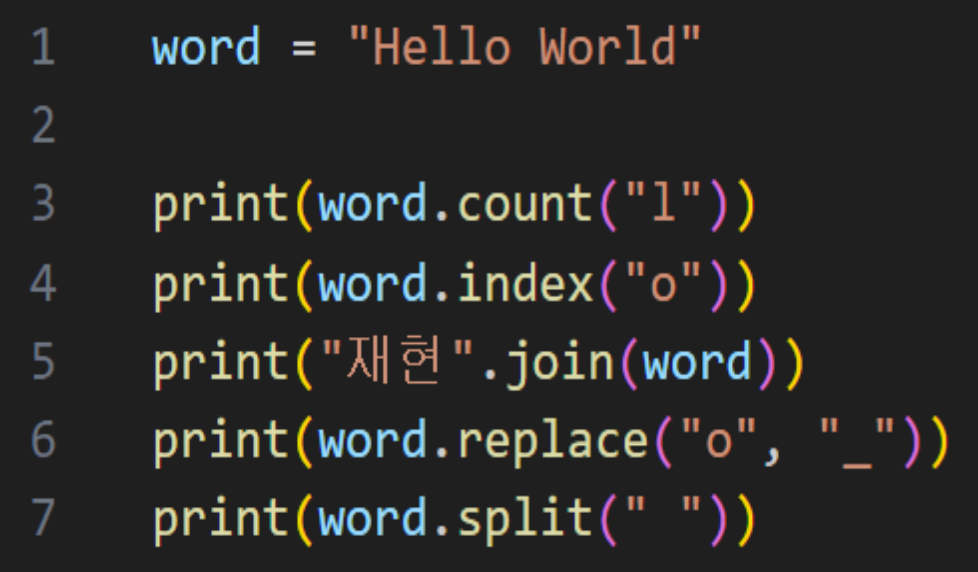 1 word = "Hello World"
2
3 print(word.count("l"))
4 print(word.index("o"))
5 print("재현".join(word))
6 print(word.replace("o", "_"))
7 print(word.split(" "))